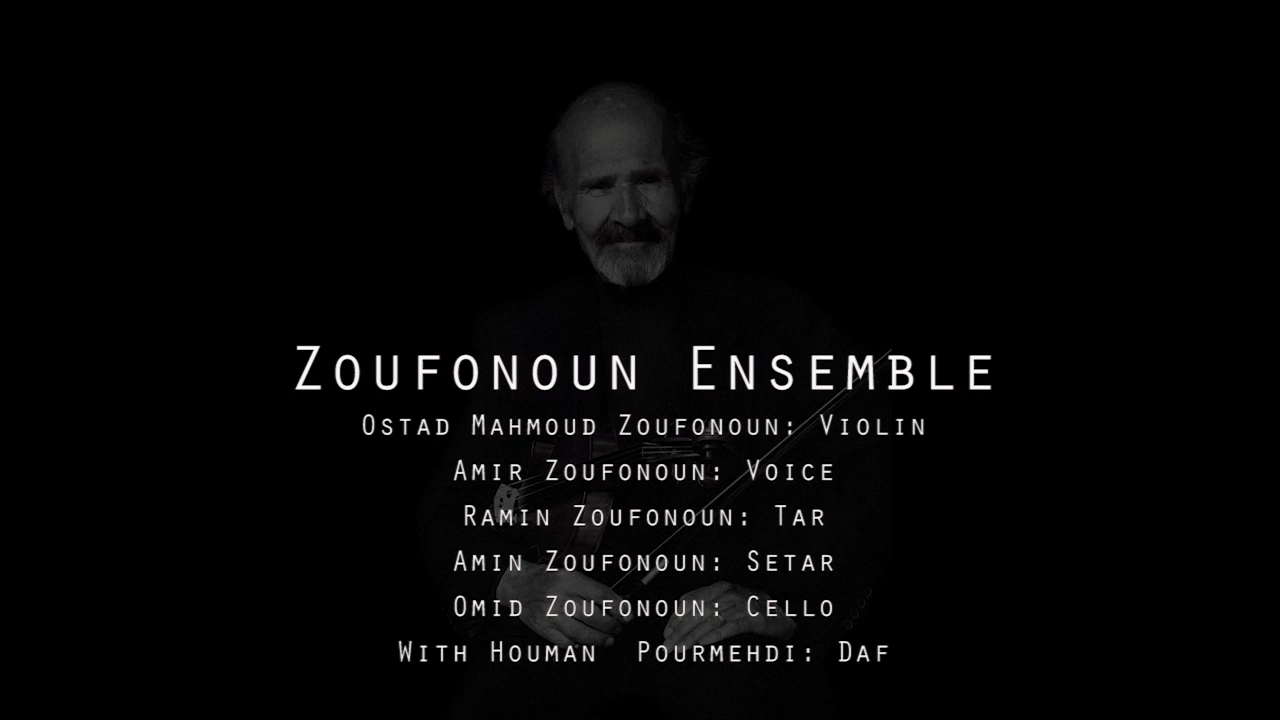 Zoufonoun Ensemble
Ostad Mahmoud Zoufonoun: Violin
Amir Zoufonoun: Voice
Ramin Zoufonoun: Tar
Amin Zoufonoun: Setar
Omid Zoufonoun: Cello
With Houman Pourmehdi: Daf